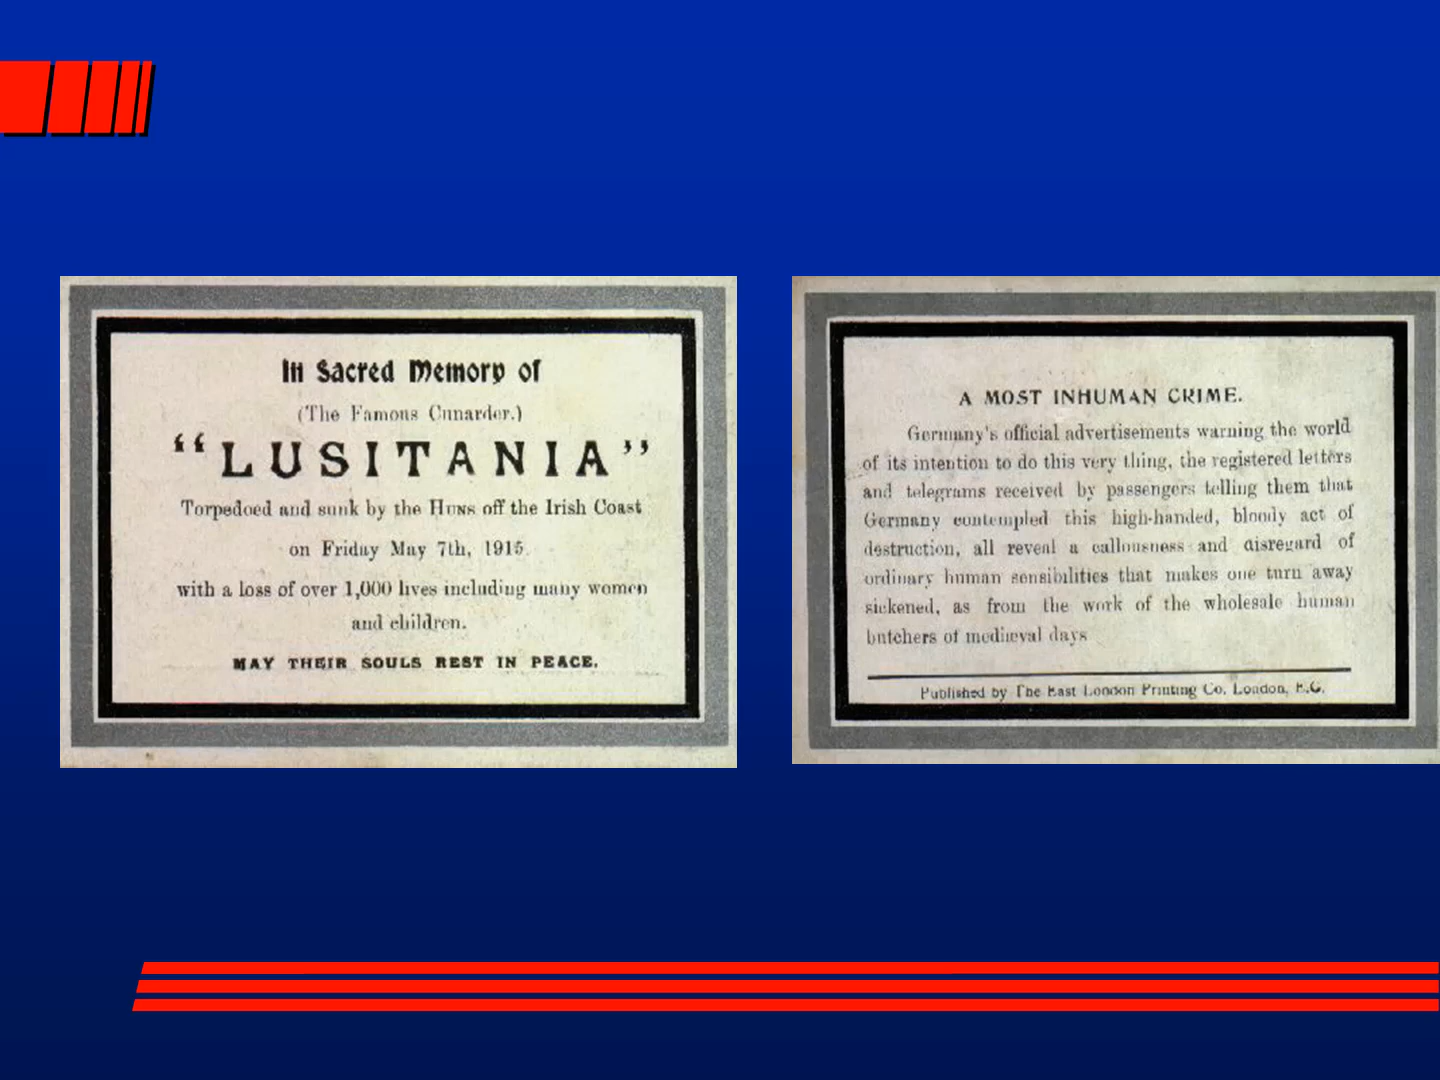 In Sacred Memory of
(The Famous Cunarder.)
“LUSITANIA”
Torpedoed and sunk by the HUNS off the Irish Coast
on Friday May 7th, 1915.
with a loss of over 1,000 lives including many women
and children.
MAY THEIR SOULS REST IN PEACE.
A MOST INHUMAN CRIME.
Germany's official advertisements warning the world
of its intention to do this very thing, the registered letters
and telegrams received by passengers telling them that
Germany contempled this high-handed, bloody act of
destruction, all reveal a callousness and disregard of
ordinary human sensibilities that makes one turn away
sickened, as from the work of the wholesale human
butchers of mediæval days
Published by The East London Printing Co. London, E.C.